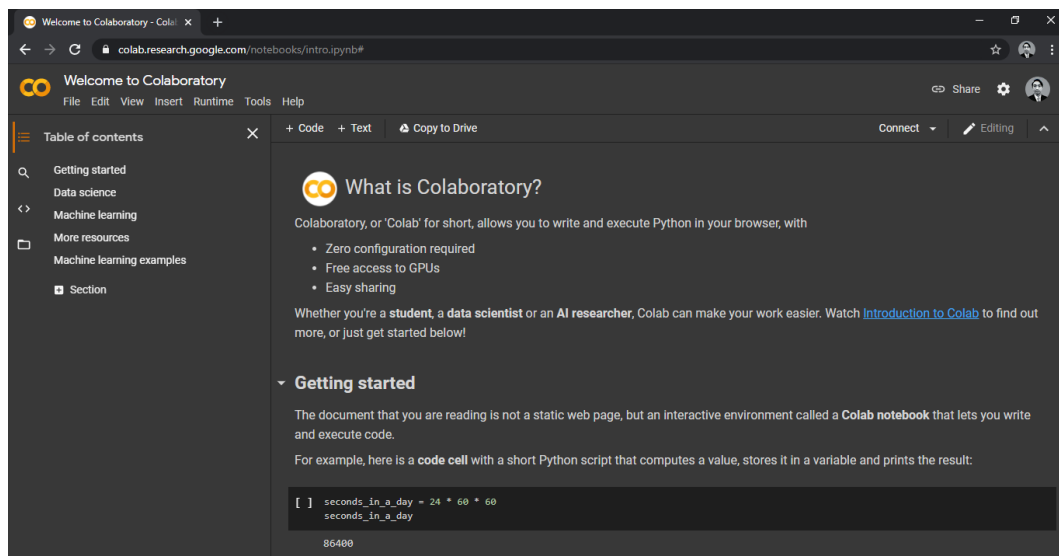 Welcome to Colaboratory - Colal
colab.research.google.com/notebooks/intro.ipynb#
Welcome to Colaboratory
File Edit View Insert Runtime Tools Help
Share
Table of contents
+ Code + Text Copy to Drive
Connect
Editing
Getting started
Data science
Machine learning
More resources
Machine learning examples
Section
CO What is Colaboratory?
Colaboratory, or 'Colab' for short, allows you to write and execute Python in your browser, with
• Zero configuration required
• Free access to GPUs
• Easy sharing
Whether you're a student, a data scientist or an AI researcher, Colab can make your work easier. Watch Introduction to Colab to find out
more, or just get started below!
Getting started
The document that you are reading is not a static web page, but an interactive environment called a Colab notebook that lets you write
and execute code.
For example, here is a code cell with a short Python script that computes a value, stores it in a variable and prints the result:
[ ] seconds_in_a_day = 24 * 60 * 60
seconds_in_a_day
86400